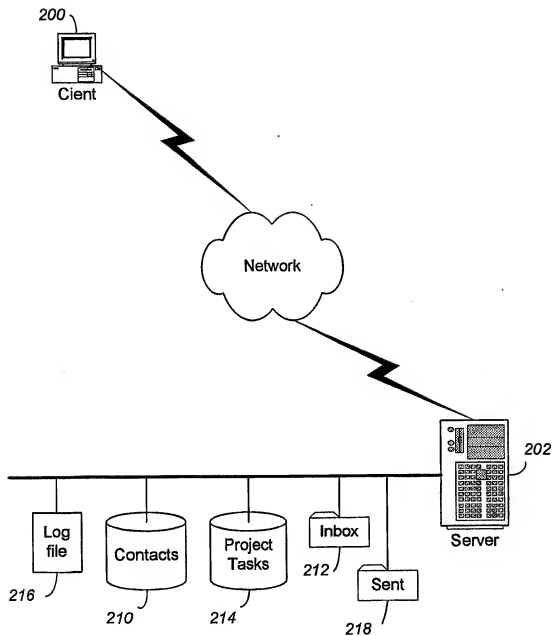 200
Cient
Network
202
Server
Log
file
Contacts
Project
Tasks
Inbox
Sent
216
210
214
212
218